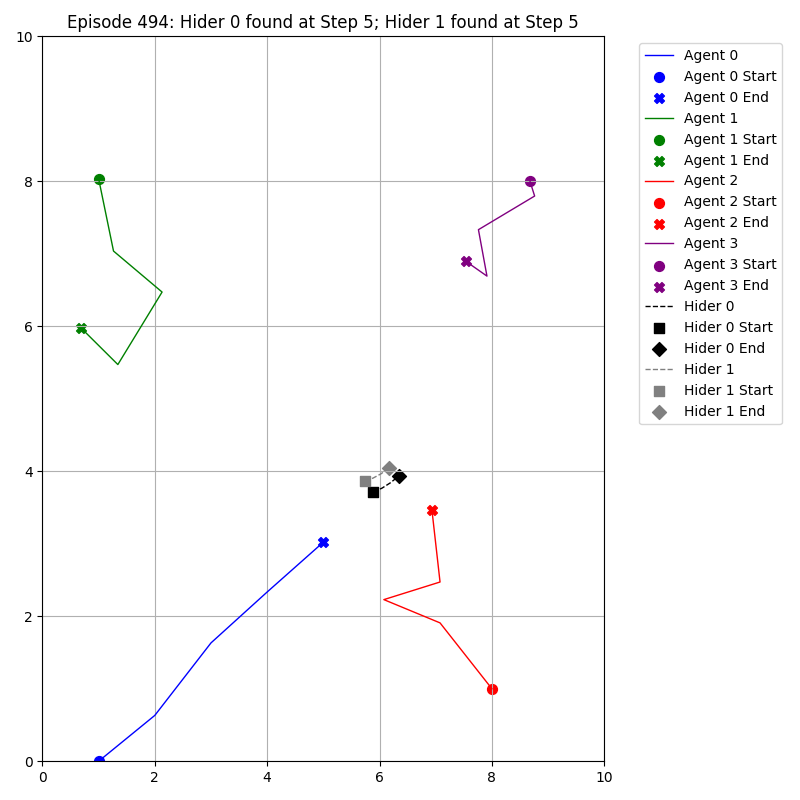 Episode 494: Hider 0 found at Step 5; Hider 1 found at Step 5
10
8
6
4
2
0
0 2 4 6 8 10
Agent 0
Agent 0 Start
Agent 0 End
Agent 1
Agent 1 Start
Agent 1 End
Agent 2
Agent 2 Start
Agent 2 End
Agent 3
Agent 3 Start
Agent 3 End
Hider 0
Hider 0 Start
Hider 0 End
Hider 1
Hider 1 Start
Hider 1 End